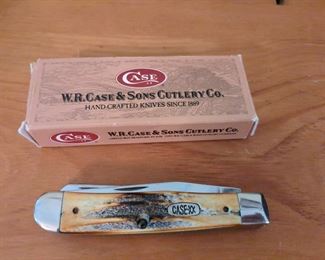 CASE
W.R. CASE & SONS CUTLERY CO.
HAND CRAFTED KNIVES SINCE 1889
CASE
W.R. CASE & SONS CUTLERY CO.
CASE XX